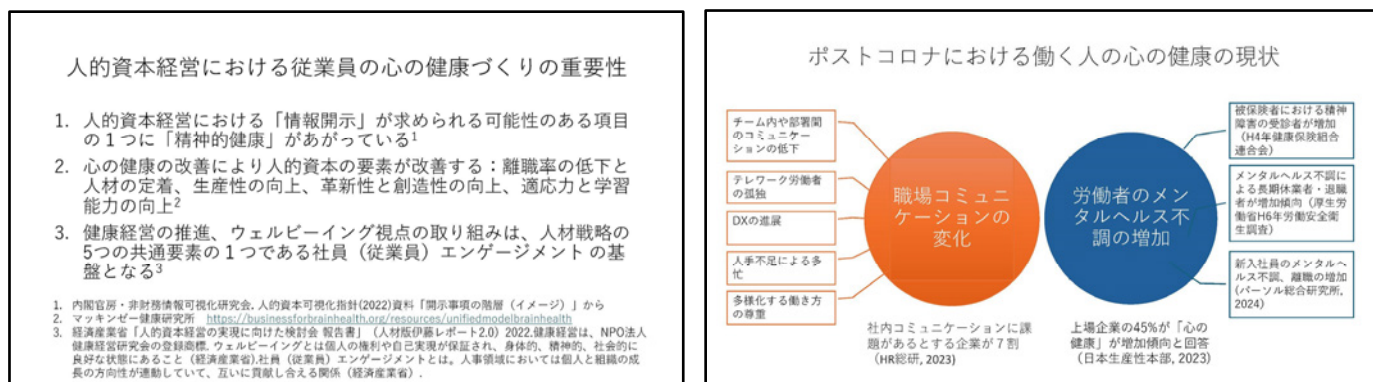 人的資本経営における従業員の心の健康づくりの重要性
1. 人的資本経営における「情報開示」が求められる可能性のある項目
の１つに「精神的健康」があがっている1
2. 心の健康の改善により人的資本の要素が改善する：離職率の低下と
人材の定着、生産性の向上、革新性と創造性の向上、適応力と学習
能力の向上2
3. 健康経営の推進、ウェルビーイング視点の取り組みは、人材戦略の
5つの共通要素の１つである社員（従業員）エンゲージメントの基
盤となる3
1. 内閣官房・非財務情報可視化研究会. 人的資本可視化指針(2022)資料「開示事項の階層（イメージ）」から
2. マッキンゼー健康研究所 https://businessforbrainhealth.org/resources/unifiedmodelbrainhealth
3. 経済産業省「人的資本経営の実現に向けた検討会 報告書」（人材版伊藤レポート2.0）2022.健康経営は、NPO法人
健康経営研究会の登録商標. ウェルビーイングとは個人の権利や自己実現が保証され、身体的、精神的、社会的に
良好な状態にあること（経済産業省).社員（従業員）エンゲージメントとは。人事領域においては個人と組織の成
長の方向性が連動していて、互いに貢献し合える関係（経済産業省）.
ポストコロナにおける働く人の心の健康の現状
チーム内や部署間
のコミュニケー
ションの低下
テレワーク労働者
の孤独
DXの進展
人手不足による多
忙
多様化する働き方
の尊重
職場コミュニ
ケーションの
変化
社内コミュニケーションに課
題があるとする企業が７割
(HR総研, 2023)
労働者のメン
タルヘルス不
調の増加
被保険者における精神
障害の受診者が増加
（H4年健康保険組合
連合会）
メンタルヘルス不調に
よる長期休業者・退職
者が増加傾向（厚生労
働省H6年労働安全衛
生調査）
新入社員のメンタルヘ
ルス不調、離職の増加
(パーソル総合研究所,
2024)
上場企業の45%が「心の
健康」が増加傾向と回答
（日本生産性本部, 2023）